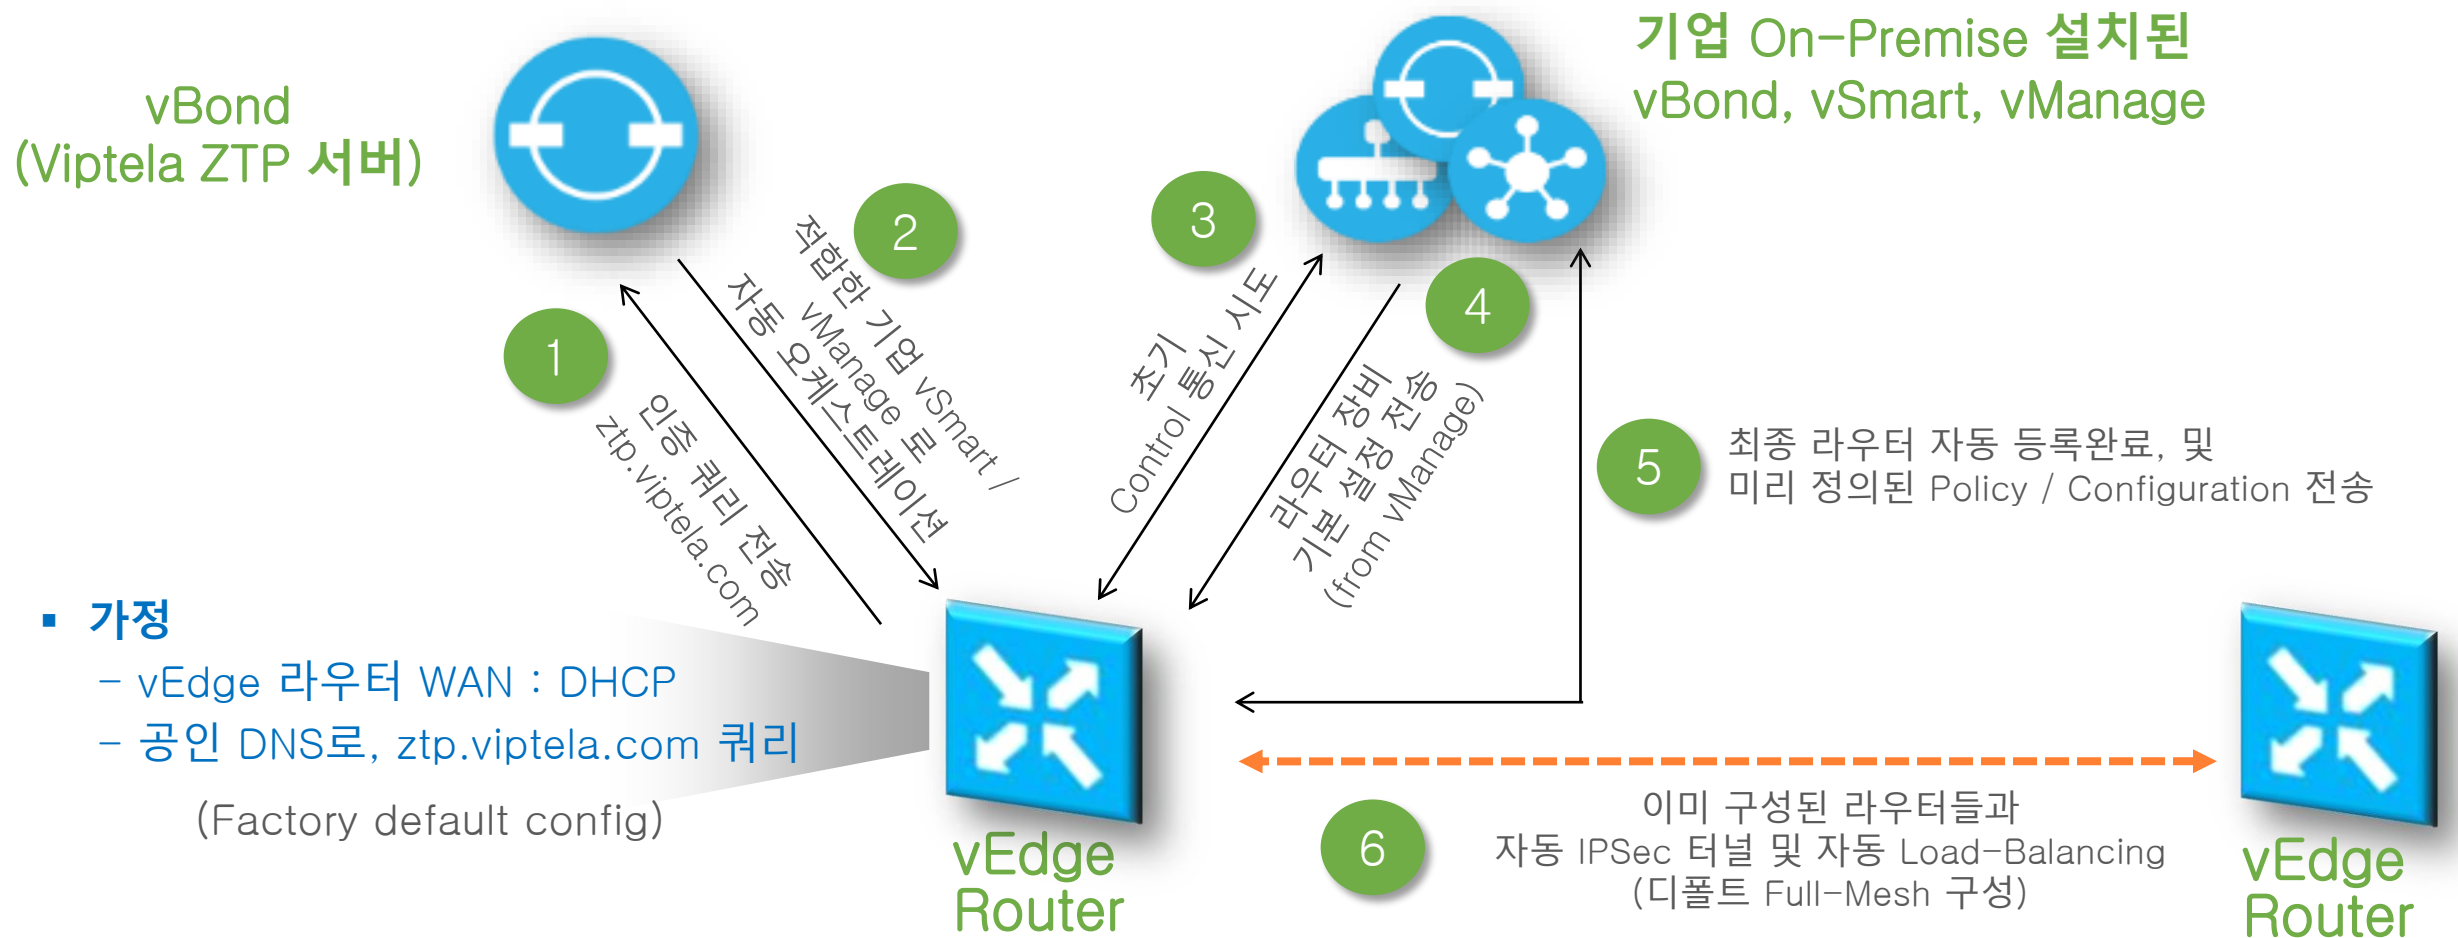 vBond
(Viptela ZTP 서버)
기업 On-Premise 설치된
vBond, vSmart, vManage
1
인증 쿼리 전송
ztp.viptela.com
2
적합한 기업 vSmart /
vManage 로
자동 오케스트레이션
3
초기
Control 통신 시도
4
라우터 장비
기본 설정 전송
(from vManage)
5
최종 라우터 자동 등록완료, 및
미리 정의된 Policy / Configuration 전송
▪ 가정
- vEdge 라우터 WAN : DHCP
- 공인 DNS로, ztp.viptela.com 쿼리
(Factory default config)
vEdge
Router
6
이미 구성된 라우터들과
자동 IPSec 터널 및 자동 Load-Balancing
(디폴트 Full-Mesh 구성)
vEdge
Router